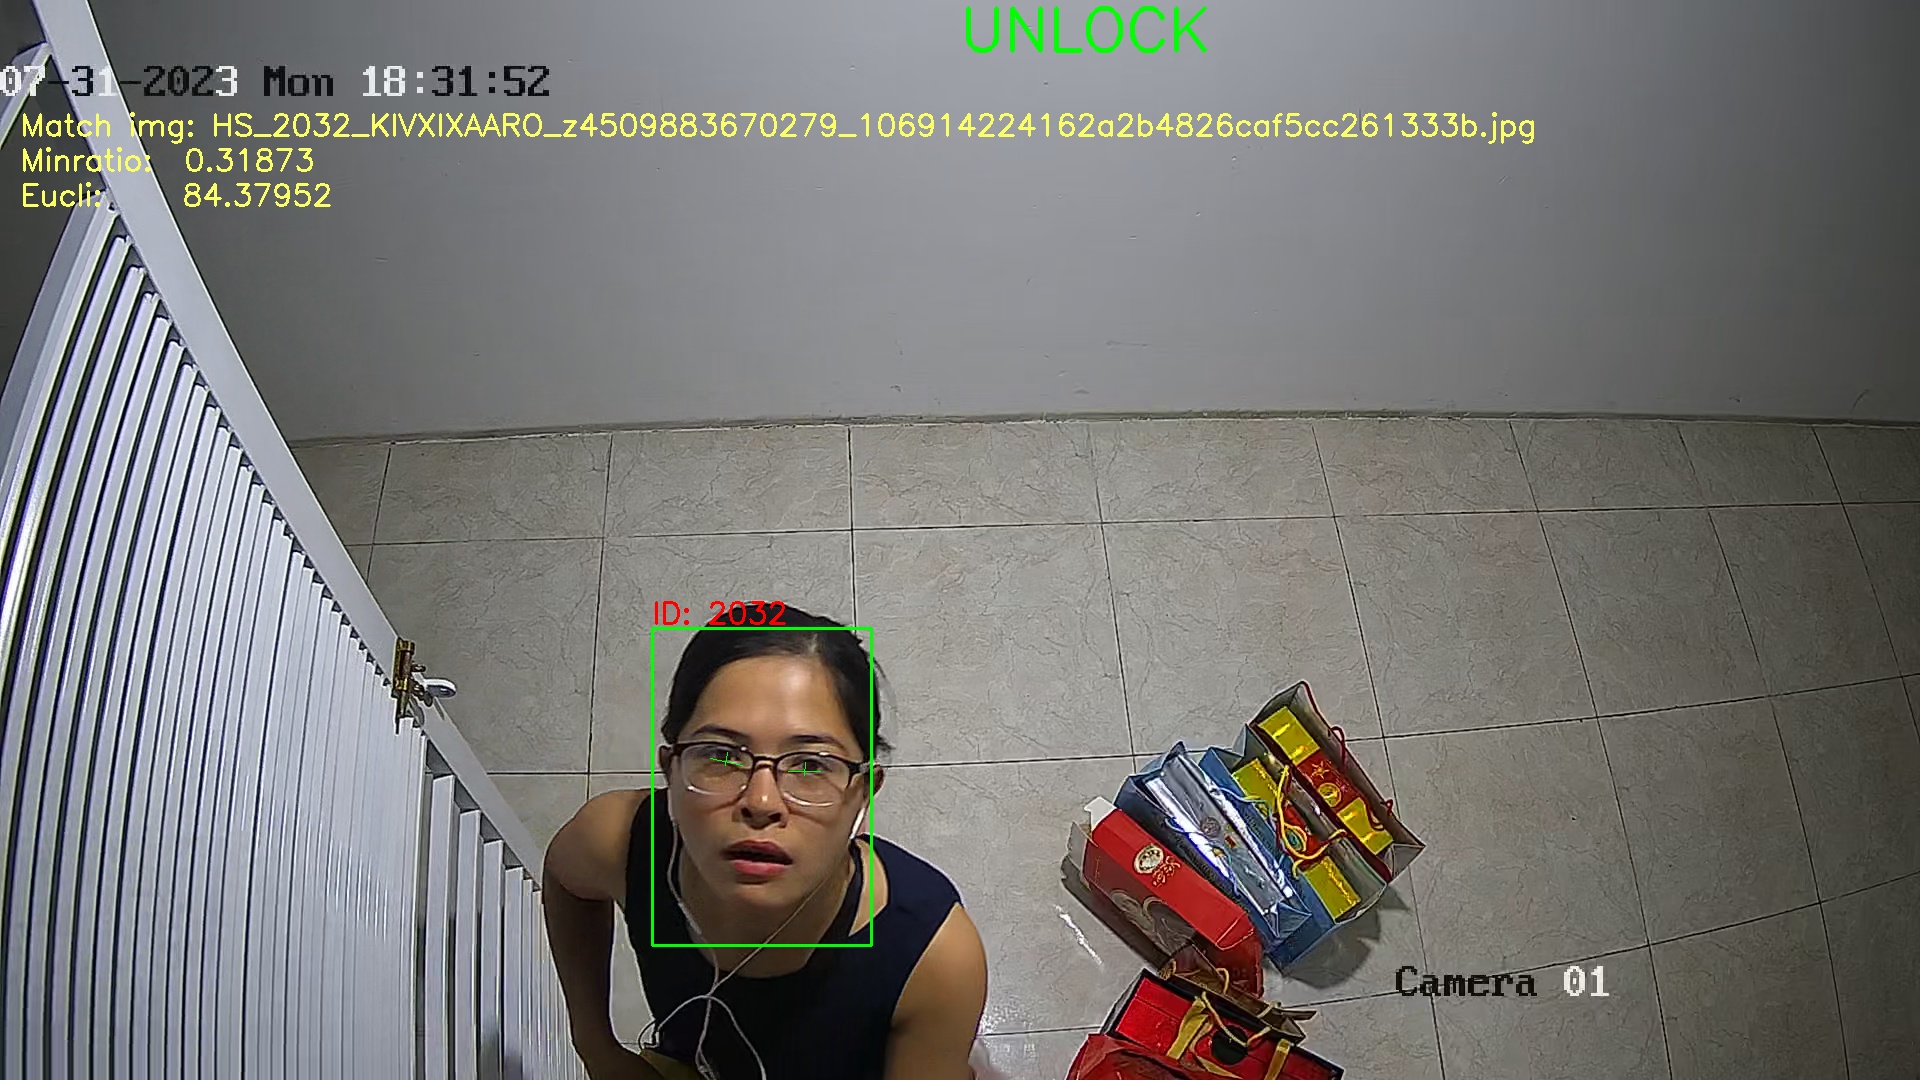 UNLOCK
07-31-2023 Mon 18:31:52
Match img: HS_2032_KIVXIXAARO_z4509883670279_106914224162a2b4826caf5cc261333b.jpg
Minratio: 0.31873
Eucli: 84.37952
ID: 2032
Camera 01